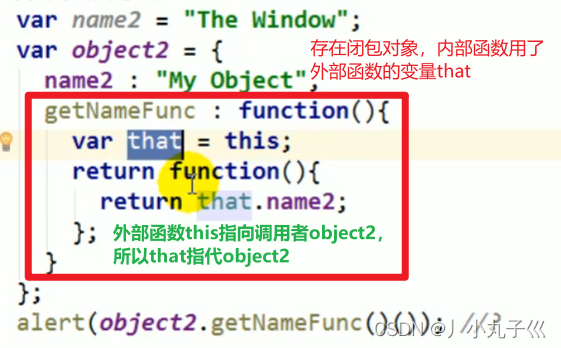 var name2 = "The Window";
var object2 = {
存在闭包对象，内部函数用了
外部函数的变量that
name2 : "My Object",
getNameFunc : function(){
var that = this;
return function(){
return that.name2;
};
外部函数this指向调用者object2，
所以that指代object2
}
};
alert(object2.getNameFunc()()); //?
CSDN @丿小丸子巛